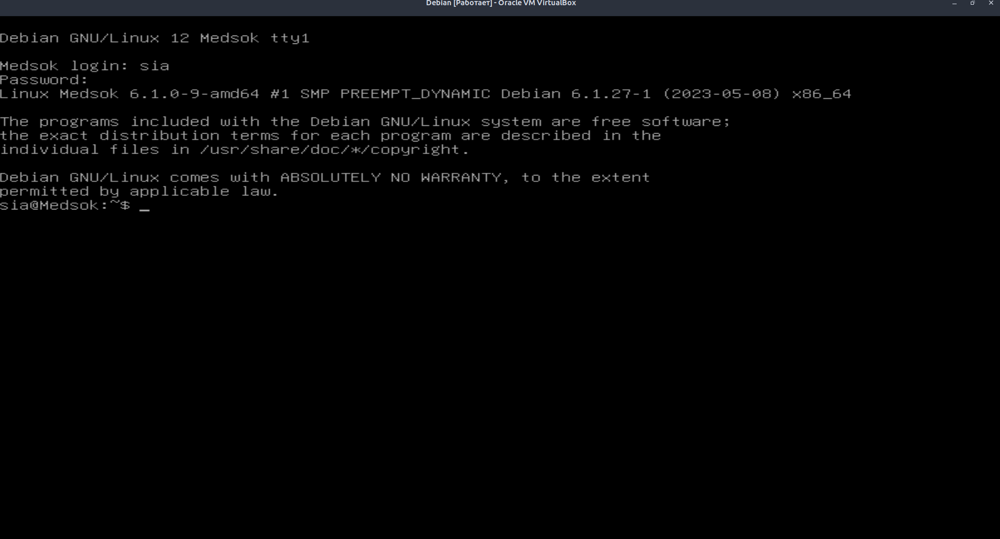 Debian [Работает] - Oracle VM VirtualBox
Debian GNU/Linux 12 Medsok tty1
Medsok login: sia
Password:
Linux Medsok 6.1.0-9-amd64 #1 SMP PREEMPT_DYNAMIC Debian 6.1.27-1 (2023-05-08) x86_64
The programs included with the Debian GNU/Linux system are free software;
the exact distribution terms for each program are described in the
individual files in /usr/share/doc/*/copyright.
Debian GNU/Linux comes with ABSOLUTELY NO WARRANTY, to the extent
permitted by applicable law.
sia@Medsok:~$ _